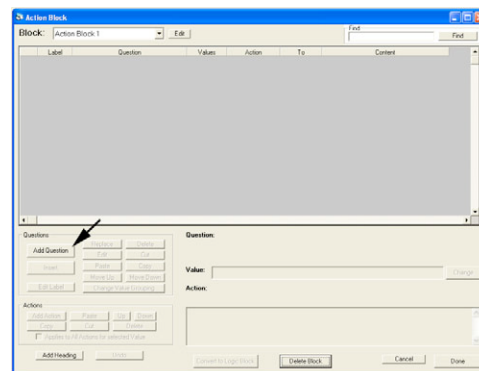 Action Block
Block: Action Block 1 Edit Find Find
Label Question Values Action To Content
Questions
Add Question Replace Delete
Edit Cut
Insert Paste Copy
Move Up Move Down
Edit Label Change Value Grouping
Question:
Value: Change
Action:
Actions
Add Action Paste Up Down
Copy Cut Delete
Applies to All Actions for selected Value
Add Heading Undo Convert to Logic Block Delete Block Cancel Done